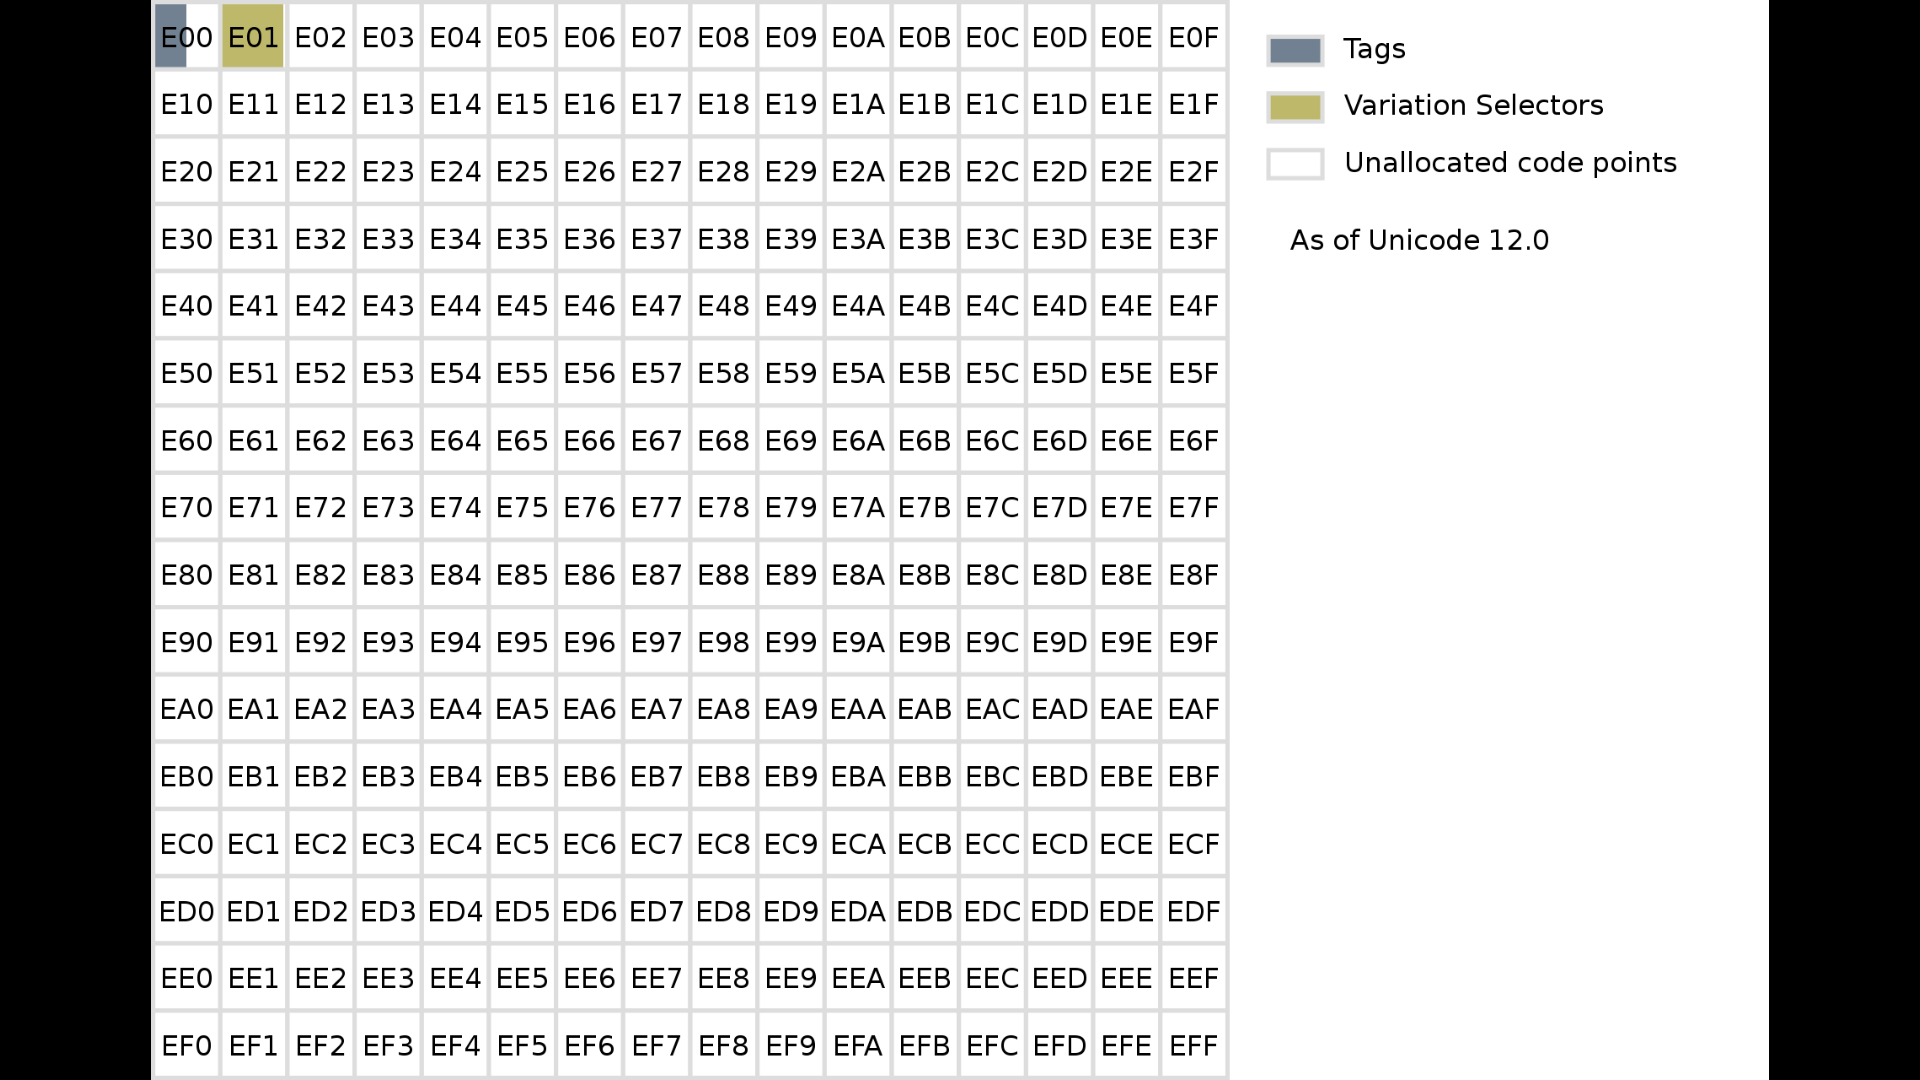 E00 E01 E02 E03 E04 E05 E06 E07 E08 E09 E0A E0B E0C E0D E0E E0F
E10 E11 E12 E13 E14 E15 E16 E17 E18 E19 E1A E1B E1C E1D E1E E1F
E20 E21 E22 E23 E24 E25 E26 E27 E28 E29 E2A E2B E2C E2D E2E E2F
E30 E31 E32 E33 E34 E35 E36 E37 E38 E39 E3A E3B E3C E3D E3E E3F
E40 E41 E42 E43 E44 E45 E46 E47 E48 E49 E4A E4B E4C E4D E4E E4F
E50 E51 E52 E53 E54 E55 E56 E57 E58 E59 E5A E5B E5C E5D E5E E5F
E60 E61 E62 E63 E64 E65 E66 E67 E68 E69 E6A E6B E6C E6D E6E E6F
E70 E71 E72 E73 E74 E75 E76 E77 E78 E79 E7A E7B E7C E7D E7E E7F
E80 E81 E82 E83 E84 E85 E86 E87 E88 E89 E8A E8B E8C E8D E8E E8F
E90 E91 E92 E93 E94 E95 E96 E97 E98 E99 E9A E9B E9C E9D E9E E9F
EA0 EA1 EA2 EA3 EA4 EA5 EA6 EA7 EA8 EA9 EAA EAB EAC EAD EAE EAF
EB0 EB1 EB2 EB3 EB4 EB5 EB6 EB7 EB8 EB9 EBA EBB EBC EBD EBE EBF
EC0 EC1 EC2 EC3 EC4 EC5 EC6 EC7 EC8 EC9 ECA ECB ECC ECD ECE ECF
ED0 ED1 ED2 ED3 ED4 ED5 ED6 ED7 ED8 ED9 EDA EDB EDC EDD EDE EDF
EE0 EE1 EE2 EE3 EE4 EE5 EE6 EE7 EE8 EE9 EEA EEB EEC EED EEE EEF
EF0 EF1 EF2 EF3 EF4 EF5 EF6 EF7 EF8 EF9 EFA EFB EFC EFD EFE EFF
Tags
Variation Selectors
Unallocated code points
As of Unicode 12.0